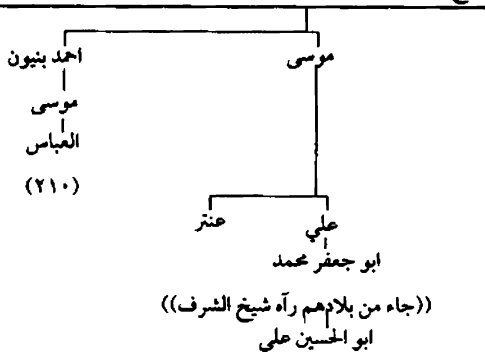 موسى احمد بنيون
موسى
العباس
(٢١٠)
علي عنتر
ابو جعفر محمد
((جاء من بلادهم رآه شيخ الشرف))
ابو الحسين علي